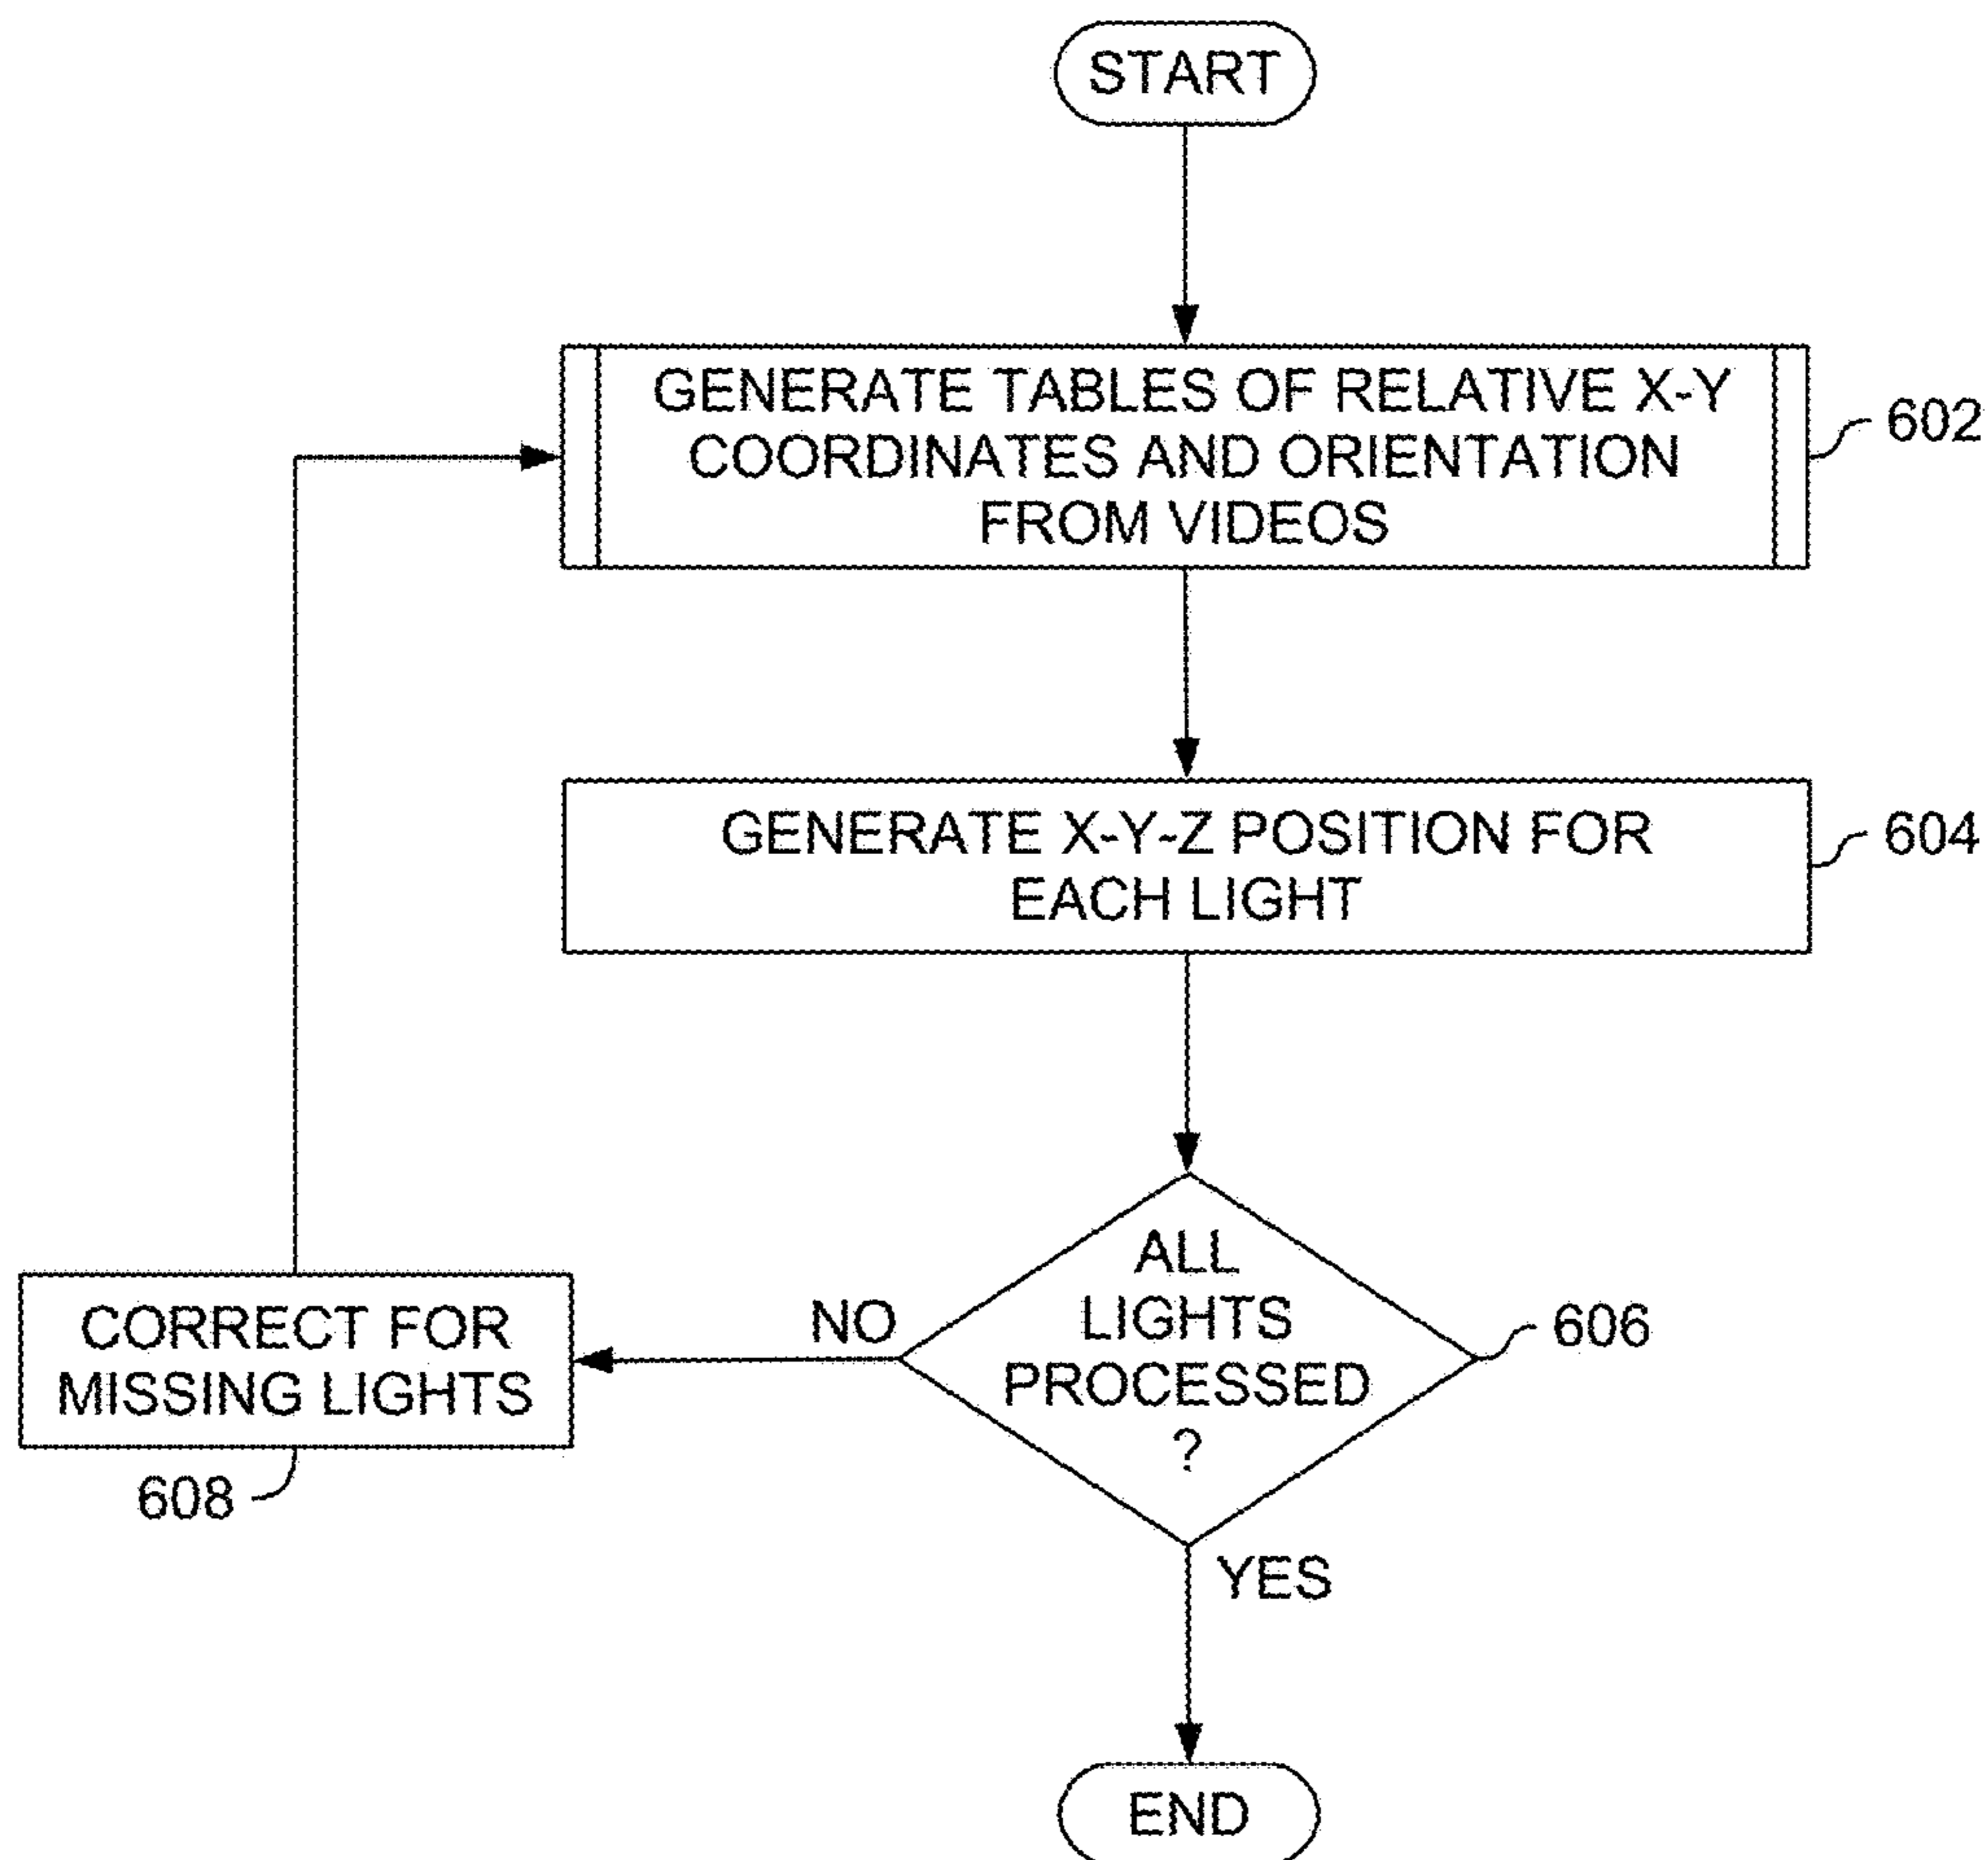 START
GENERATE TABLES OF RELATIVE X-Y
COORDINATES AND ORIENTATION
FROM VIDEOS
602
GENERATE X-Y-Z POSITION FOR
EACH LIGHT
604
ALL
LIGHTS
PROCESSED
?
606
NO
CORRECT FOR
MISSING LIGHTS
608
YES
END